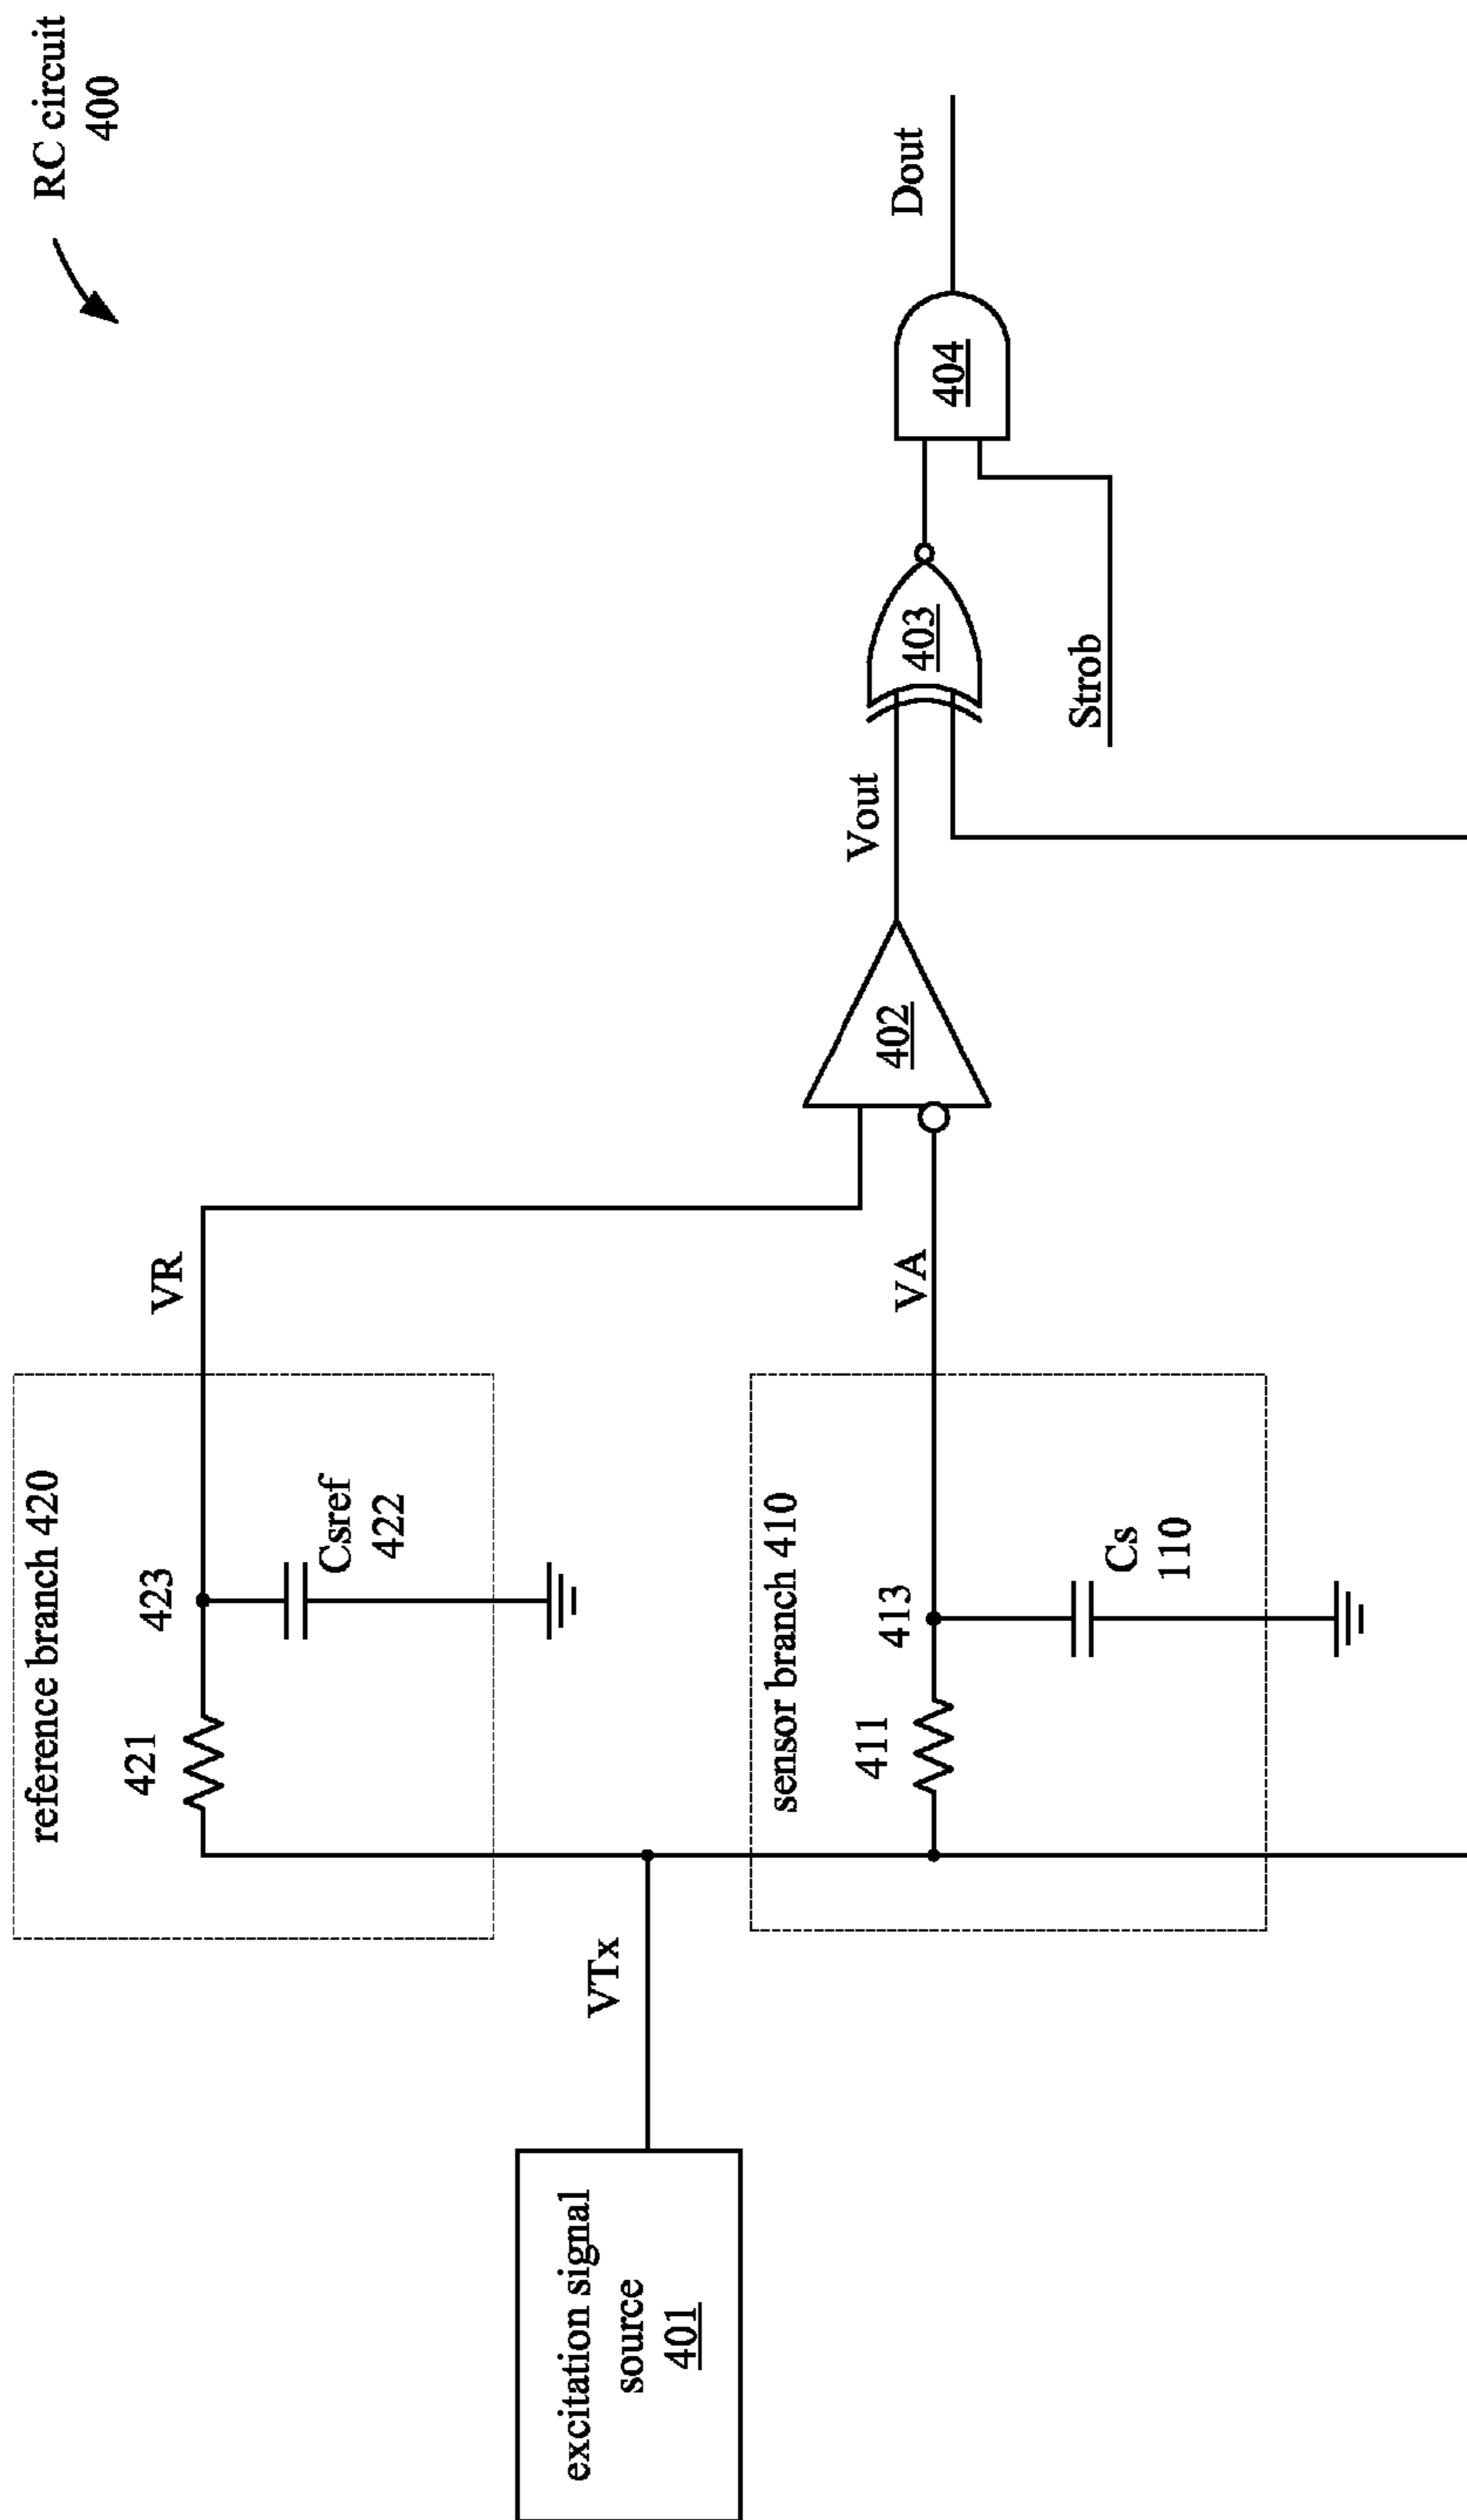 RC circuit
400
reference branch 420
421
423
Csref
422
VR
excitation signal
source
401
VTx
sensor branch 410
411
413
Cs
110
VA
402
Vout
403
Strob
404
Dout